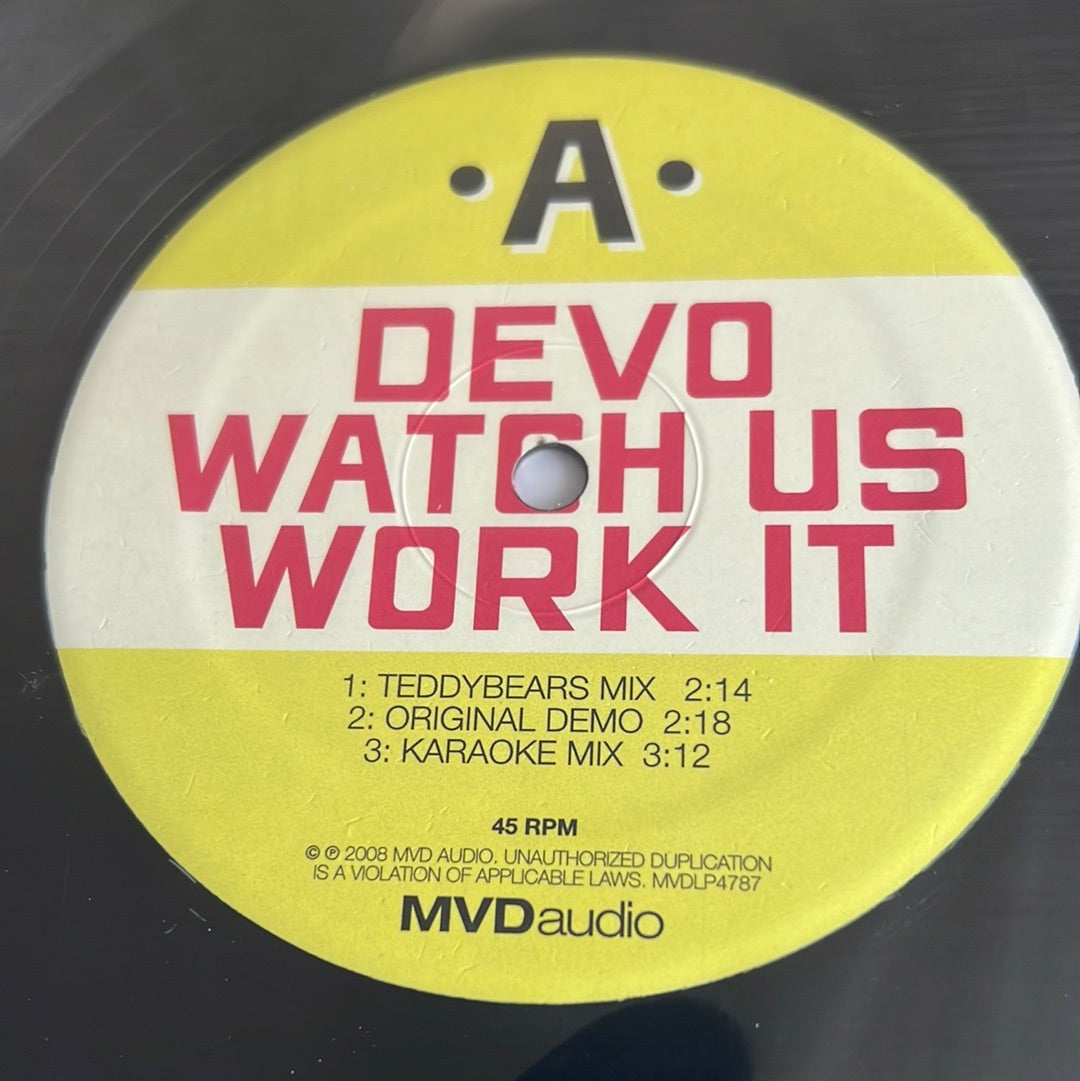 • A •
DEVO
WATCH US
WORK IT
1: TEDDYBEARS MIX 2:14
2: ORIGINAL DEMO 2:18
3: KARAOKE MIX 3:12
45 RPM
© ℗ 2008 MVD AUDIO. UNAUTHORIZED DUPLICATION
IS A VIOLATION OF APPLICABLE LAWS. MVDLP4787
MVDaudio